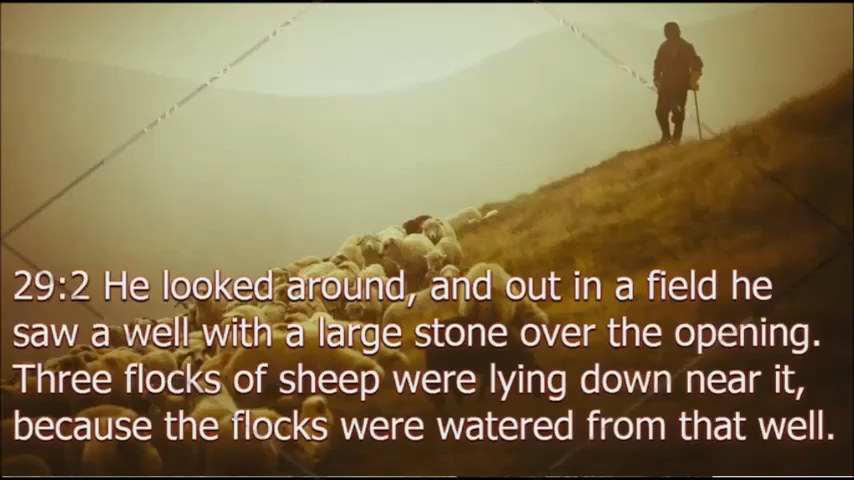 29:2 He looked around, and out in a field he
saw a well with a large stone over the opening.
Three flocks of sheep were lying down near it,
because the flocks were watered from that well.